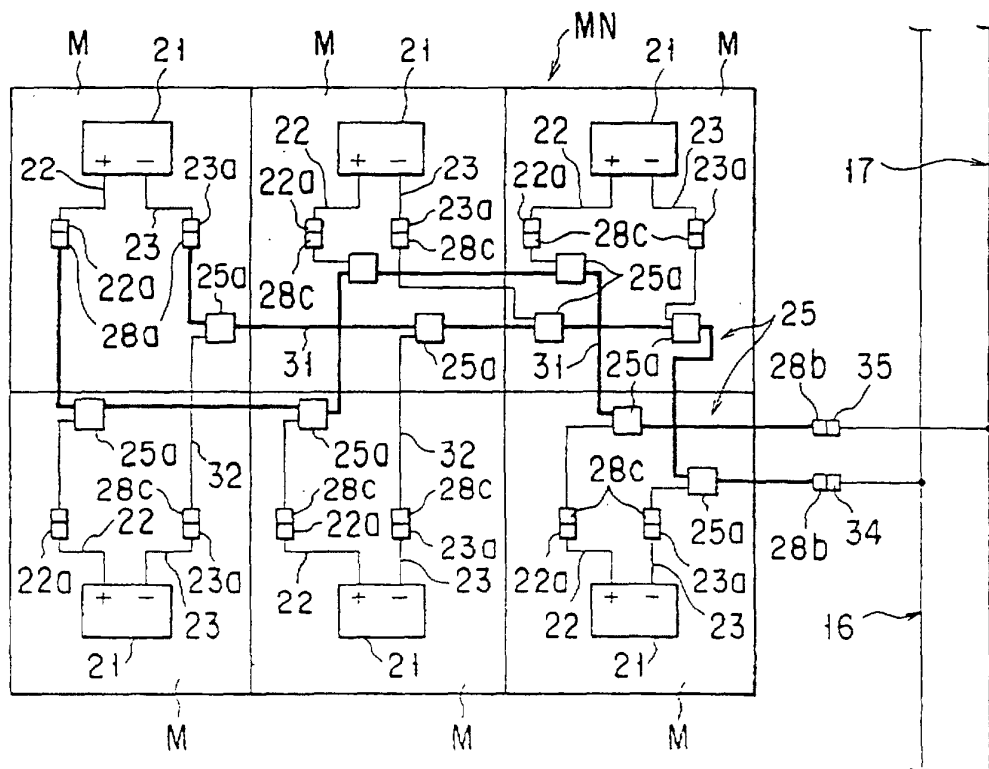 M 21 M 21 MN 21 M
22 + − 23a 22 + − 23 22 + − 23 17
22a 23a 22a 23a
23 28c 28c
22a 25a 28c 25a
28a
31 25a 31 25a 25
28b 35
25a 32 25a 32 25a
28c 28c 28c 28c
22 22a 25a 28b 34
22a 23a 23a 22a 23a
22 23 22 23
+ − 23 + − + − 16
21 21 21
M M M